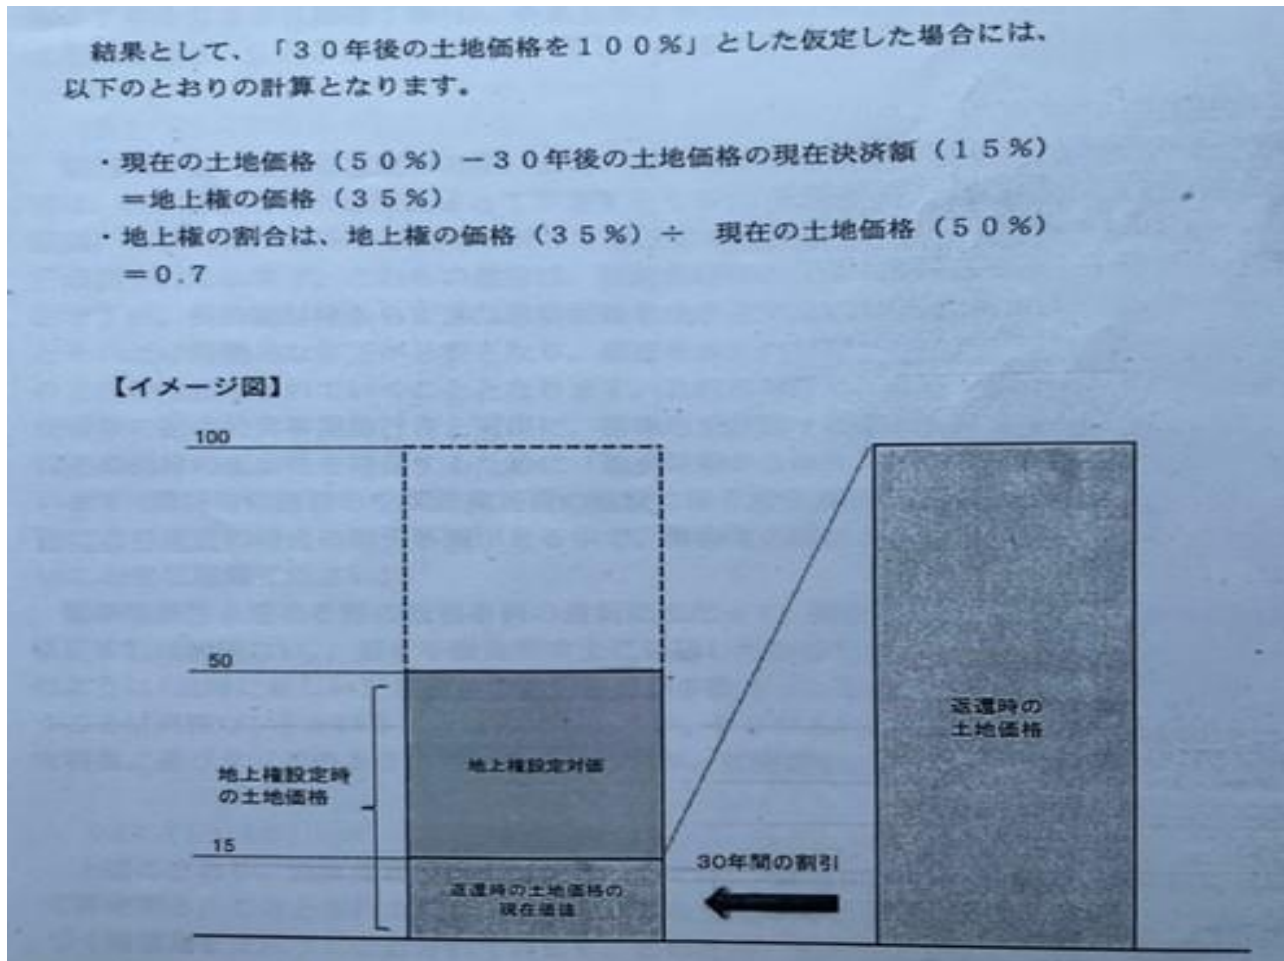 結果として、「３０年後の土地価格を１００％」とした仮定した場合には、
以下のとおりの計算となります。
・現在の土地価格（５０％）－３０年後の土地価格の現在決済額（１５％）
＝地上権の価格（３５％）
・地上権の割合は、地上権の価格（３５％）÷　現在の土地価格（５０％）
＝０.７
【イメージ図】
100
50
返還時の
土地価格
地上権設定対価
地上権設定時
の土地価格
15
30年間の割引
返還時の土地価格の
現在価値